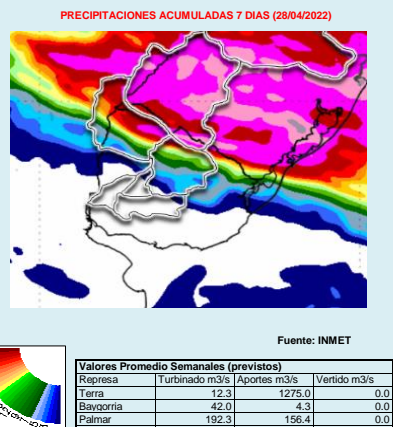 PRECIPITACIONES ACUMULADAS 7 DIAS (28/04/2022)
Fuente: INMET
Valores Promedio Semanales (previstos)
Represa Turbinado m3/s Aportes m3/s Vertido m3/s
Terra 12.3 1275.0 0.0
Baygorria 42.0 4.3 0.0
Palmar 192.3 156.4 0.0